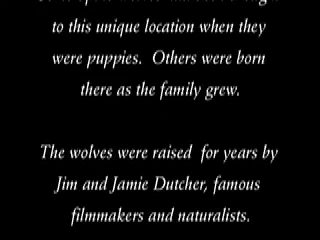 to this unique location when they
were puppies. Others were born
there as the family grew.
The wolves were raised for years by
Jim and Jamie Dutcher, famous
filmmakers and naturalists.